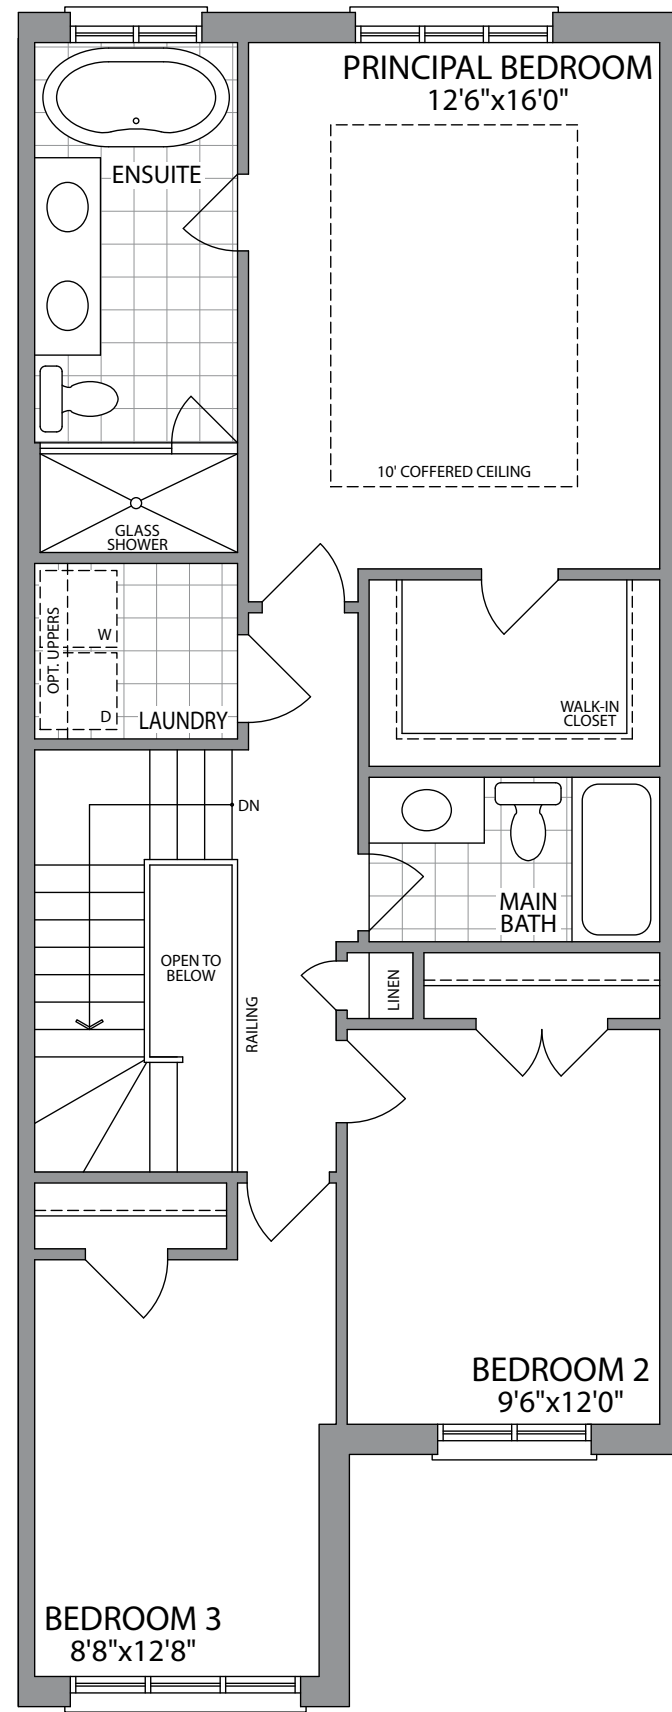 PRINCIPAL BEDROOM
12'6"x16'0"
ENSUITE
10' COFFERED CEILING
GLASS
SHOWER
OPT. UPPERS
W
D
LAUNDRY
WALK-IN
CLOSET
DN
MAIN
BATH
OPEN TO
BELOW
RAILING
LINEN
BEDROOM 2
9'6"x12'0"
BEDROOM 3
8'8"x12'8"